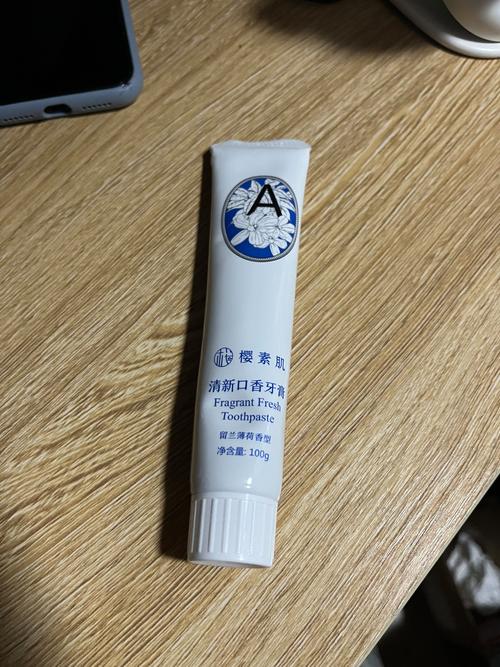 A
樱素肌
清新口香牙膏
Fragrant Fresh
Toothpaste
留兰薄荷香型
净含量: 100g